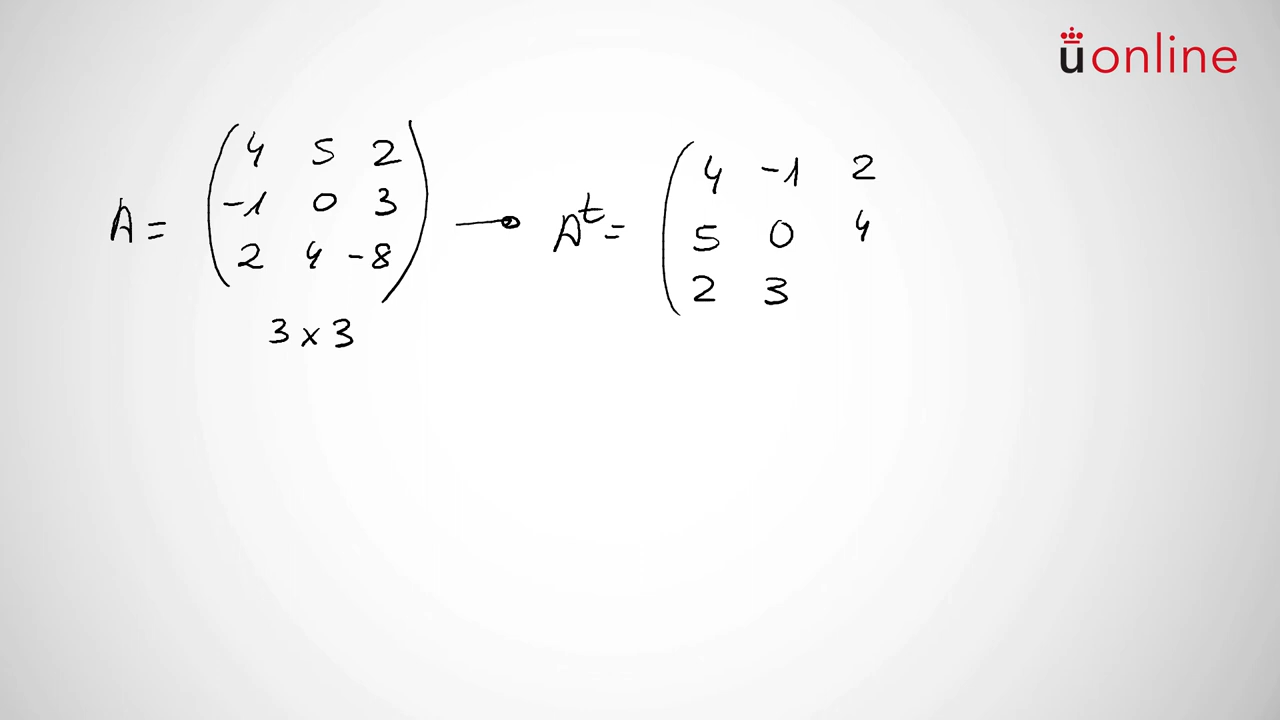 ūonline
A = ( 4 5 2 ) → Aᵗ = ( 4 -1 2
-1 0 3 5 0 4
2 4 -8 2 3
3 x 3